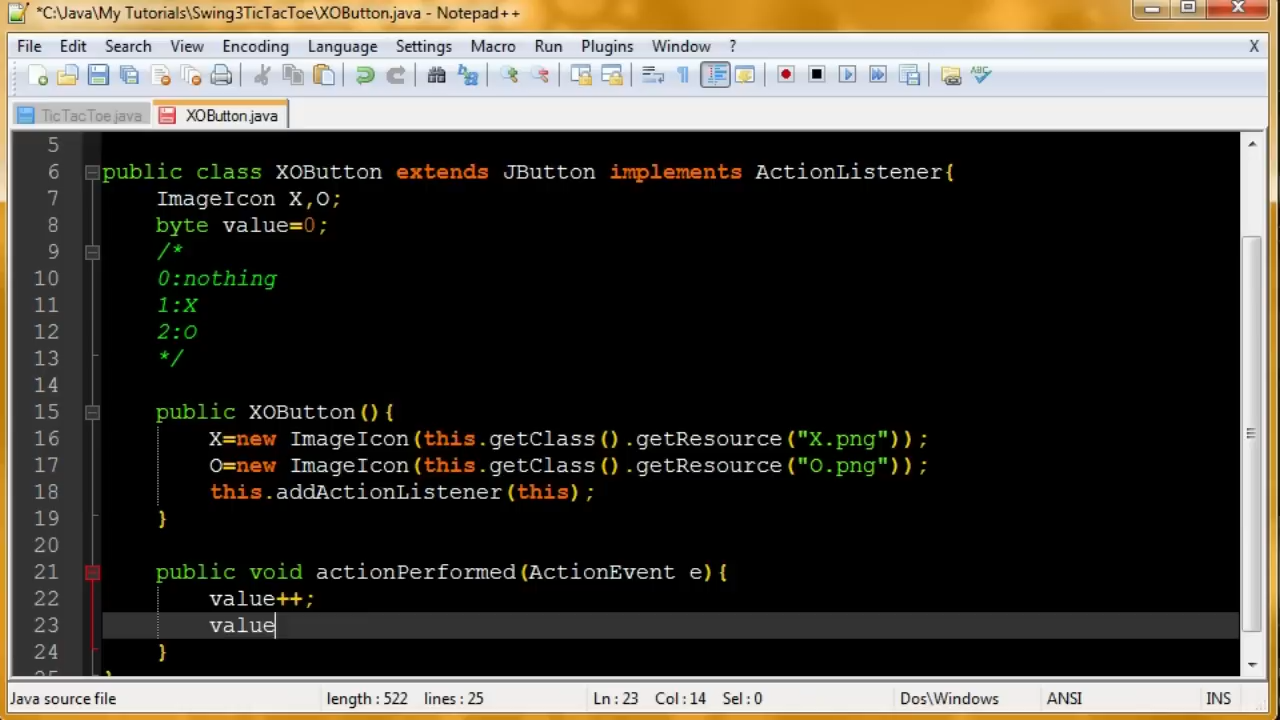 *C:\Java\My Tutorials\Swing3TicTacToe\XOButton.java - Notepad++
File Edit Search View Encoding Language Settings Macro Run Plugins Window ? X
TicTacToe.java XOButton.java
5
6 public class XOButton extends JButton implements ActionListener{
7 ImageIcon X,O;
8 byte value=0;
9 /*
10 0:nothing
11 1:X
12 2:O
13 */
14
15 public XOButton(){
16 X=new ImageIcon(this.getClass().getResource("X.png"));
17 O=new ImageIcon(this.getClass().getResource("O.png"));
18 this.addActionListener(this);
19 }
20
21 public void actionPerformed(ActionEvent e){
22 value++;
23 value
24 }
Java source file length : 522 lines : 25 Ln : 23 Col : 14 Sel : 0 Dos\Windows ANSI INS